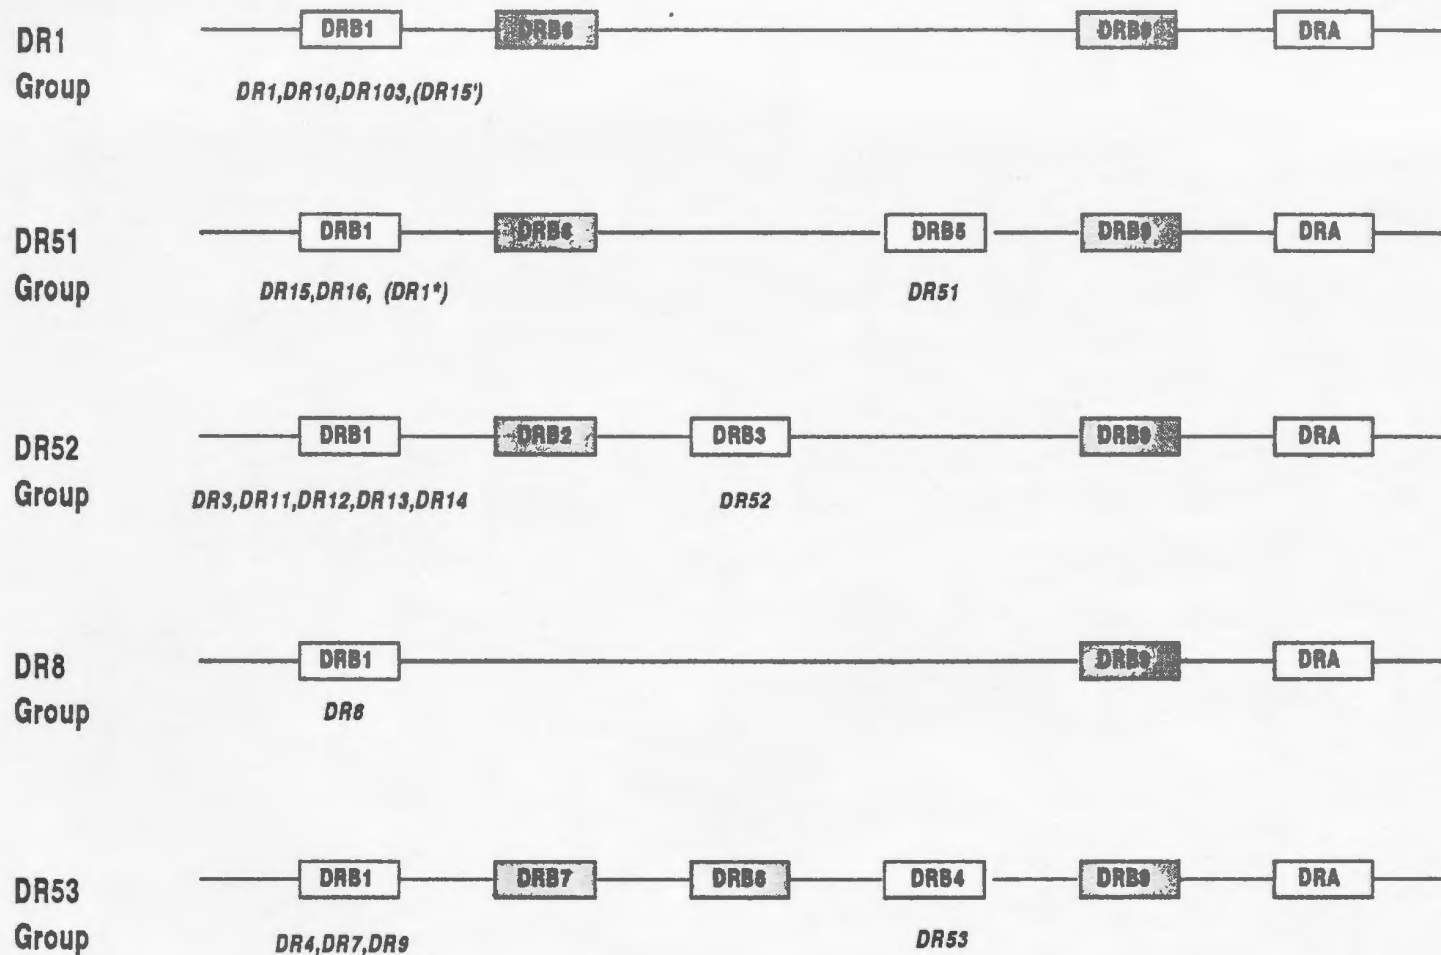 DR1 Group
DRB1 DRB6 DRB9 DRA
DR1,DR10,DR103,(DR15')
DR51 Group
DRB1 DRB6 DRB5 DRB9 DRA
DR15,DR16, (DR1*)
DR51
DR52 Group
DRB1 DRB2 DRB3 DRB9 DRA
DR3,DR11,DR12,DR13,DR14
DR52
DR8 Group
DRB1 DRB9 DRA
DR8
DR53 Group
DRB1 DRB7 DRB8 DRB4 DRB9 DRA
DR4,DR7,DR9
DR53